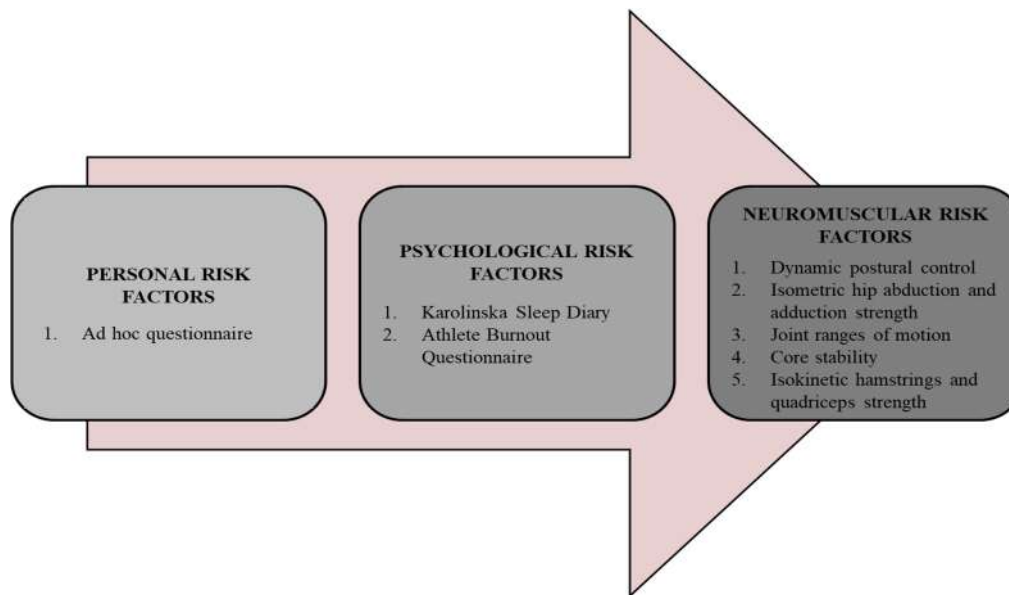 PERSONAL RISK
FACTORS
1. Ad hoc questionnaire
PSYCHOLOGICAL RISK
FACTORS
1. Karolinska Sleep Diary
2. Athlete Burnout
Questionnaire
NEUROMUSCULAR RISK
FACTORS
1. Dynamic postural control
2. Isometric hip abduction and
adduction strength
3. Joint ranges of motion
4. Core stability
5. Isokinetic hamstrings and
quadriceps strength